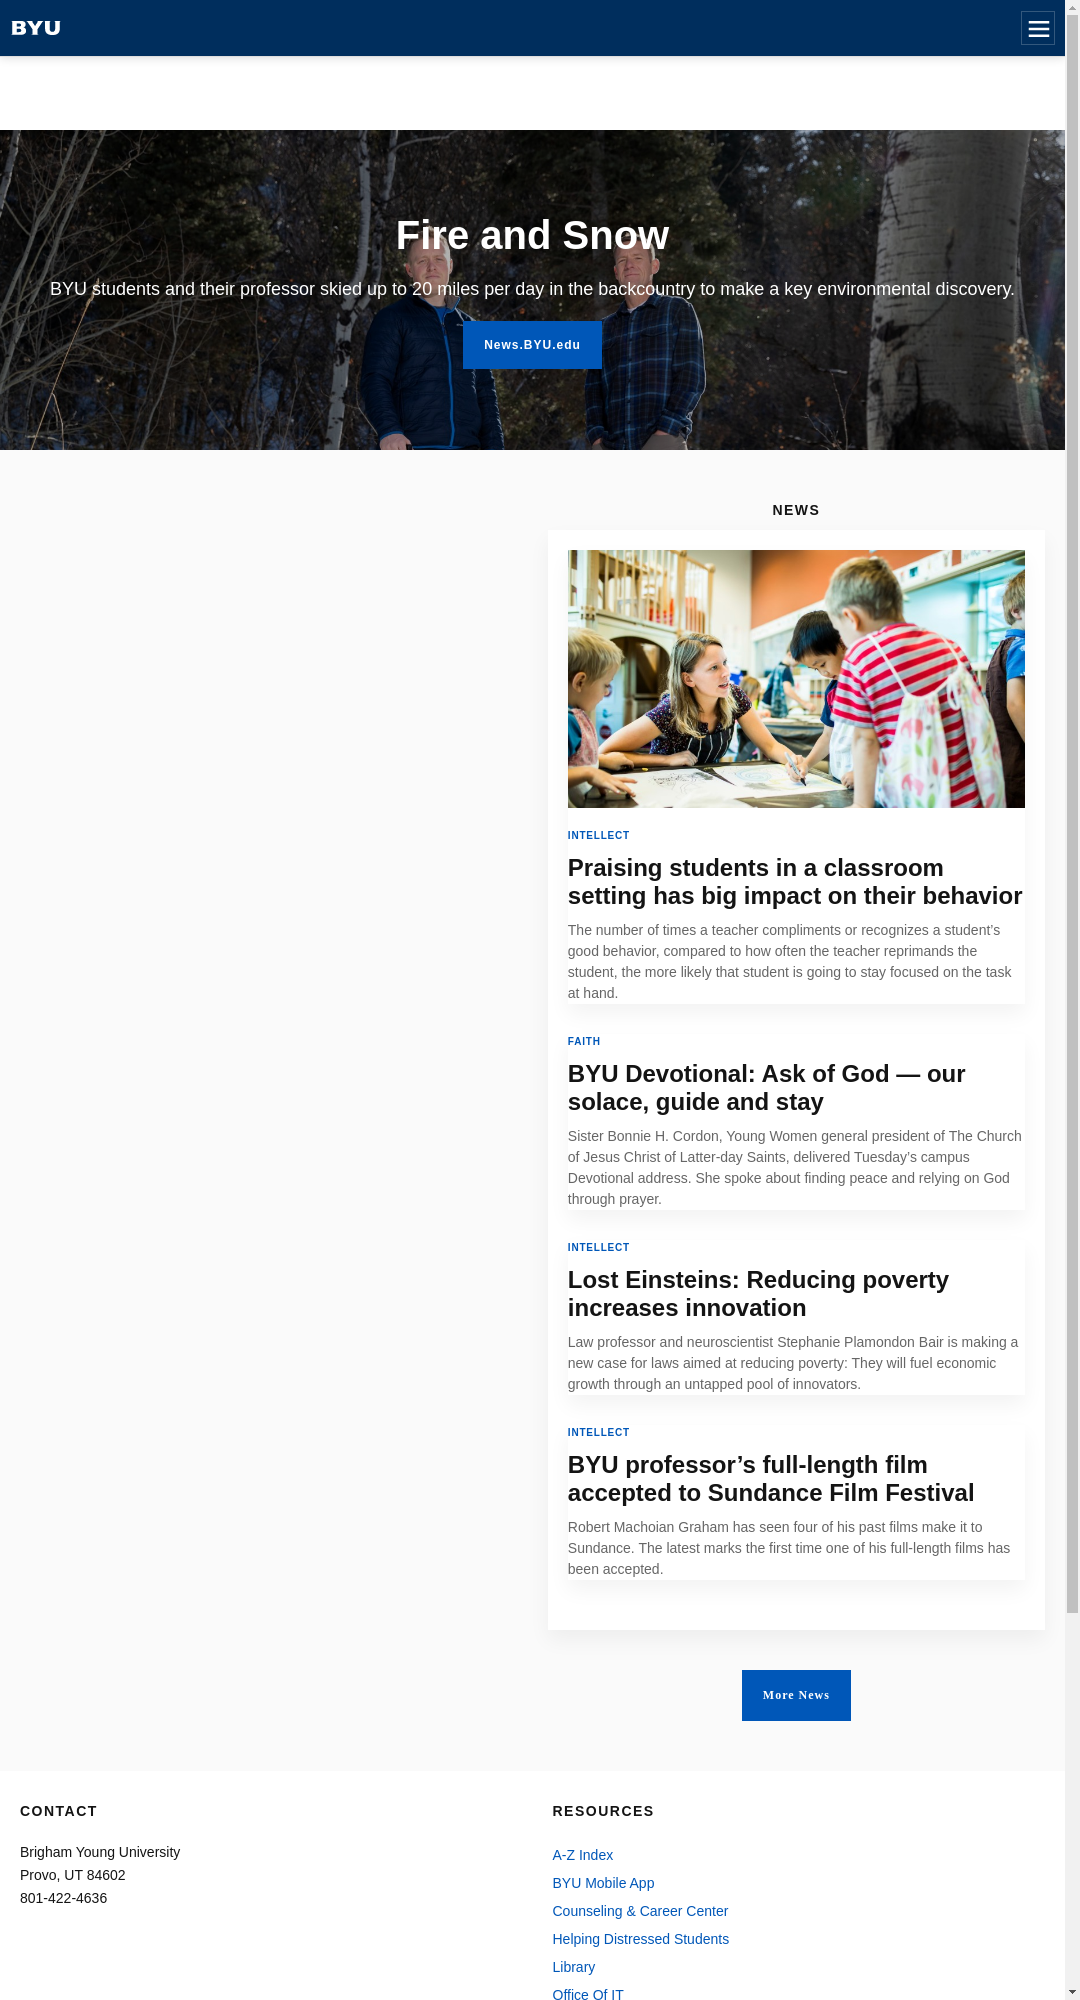 BYU
Fire and Snow
BYU students and their professor skied up to 20 miles per day in the backcountry to make a key environmental discovery.
News.BYU.edu
NEWS
INTELLECT
Praising students in a classroom
setting has big impact on their behavior
The number of times a teacher compliments or recognizes a student’s
good behavior, compared to how often the teacher reprimands the
student, the more likely that student is going to stay focused on the task
at hand.
FAITH
BYU Devotional: Ask of God — our
solace, guide and stay
Sister Bonnie H. Cordon, Young Women general president of The Church
of Jesus Christ of Latter-day Saints, delivered Tuesday’s campus
Devotional address. She spoke about finding peace and relying on God
through prayer.
INTELLECT
Lost Einsteins: Reducing poverty
increases innovation
Law professor and neuroscientist Stephanie Plamondon Bair is making a
new case for laws aimed at reducing poverty: They will fuel economic
growth through an untapped pool of innovators.
INTELLECT
BYU professor’s full-length film
accepted to Sundance Film Festival
Robert Machoian Graham has seen four of his past films make it to
Sundance. The latest marks the first time one of his full-length films has
been accepted.
More News
CONTACT
Brigham Young University
Provo, UT 84602
801-422-4636
RESOURCES
A-Z Index
BYU Mobile App
Counseling & Career Center
Helping Distressed Students
Library
Office Of IT